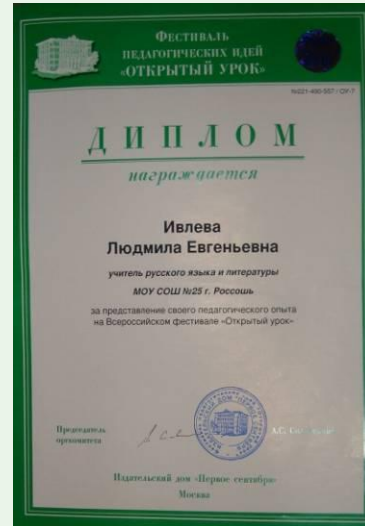 Фестиваль
педагогических идей
«ОТКРЫТЫЙ УРОК»
ДИПЛОМ
награждается
Ивлева
Людмила Евгеньевна
учитель русского языка и литературы
МОУ СОШ №25 г. Россошь
за представление своего педагогического опыта
на Всероссийском фестивале «Открытый урок»
Председатель
оргкомитета
А.С.
Издательский дом «Первое сентября»
Москва